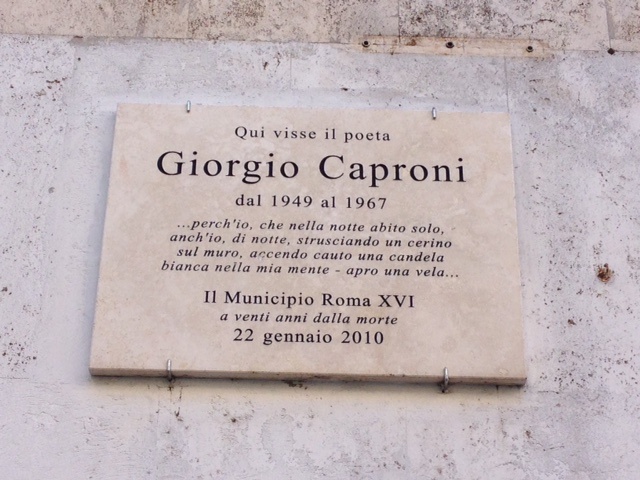 Qui visse il poeta
Giorgio Caproni
dal 1949 al 1967
...perch'io, che nella notte abito solo,
anch'io, di notte, strusciando un cerino
sul muro, accendo cauto una candela
bianca nella mia mente - apro una vela...
Il Municipio Roma XVI
a venti anni dalla morte
22 gennaio 2010